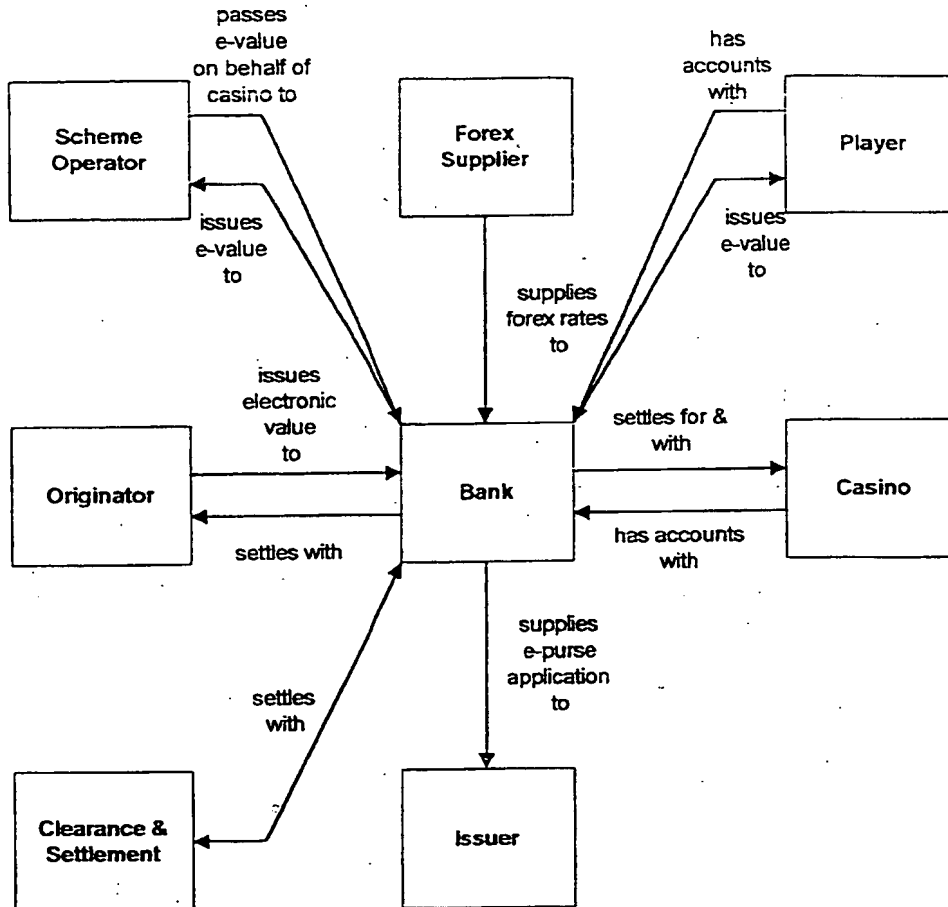 passes
e-value
on behalf of
casino to
has
accounts
with
Scheme
Operator
Forex
Supplier
Player
issues
e-value
to
issues
e-value
to
supplies
forex rates
to
issues
electronic
value
to
settles for &
with
Originator
Bank
Casino
settles with
has accounts
with
supplies
e-purse
application
to
settles
with
Clearance &
Settlement
Issuer